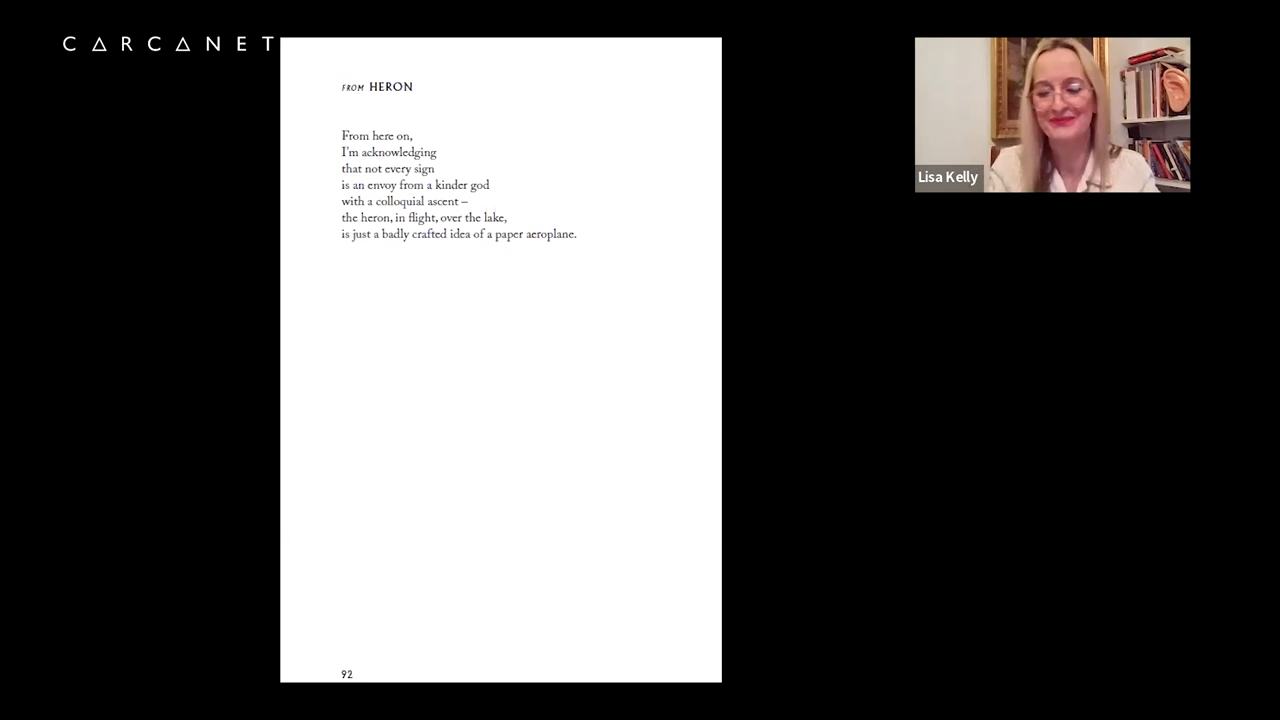 CARCANET
FROM HERON
From here on,
I'm acknowledging
that not every sign
is an envoy from a kinder god
with a colloquial ascent –
the heron, in flight, over the lake,
is just a badly crafted idea of a paper aeroplane.
92
Lisa Kelly